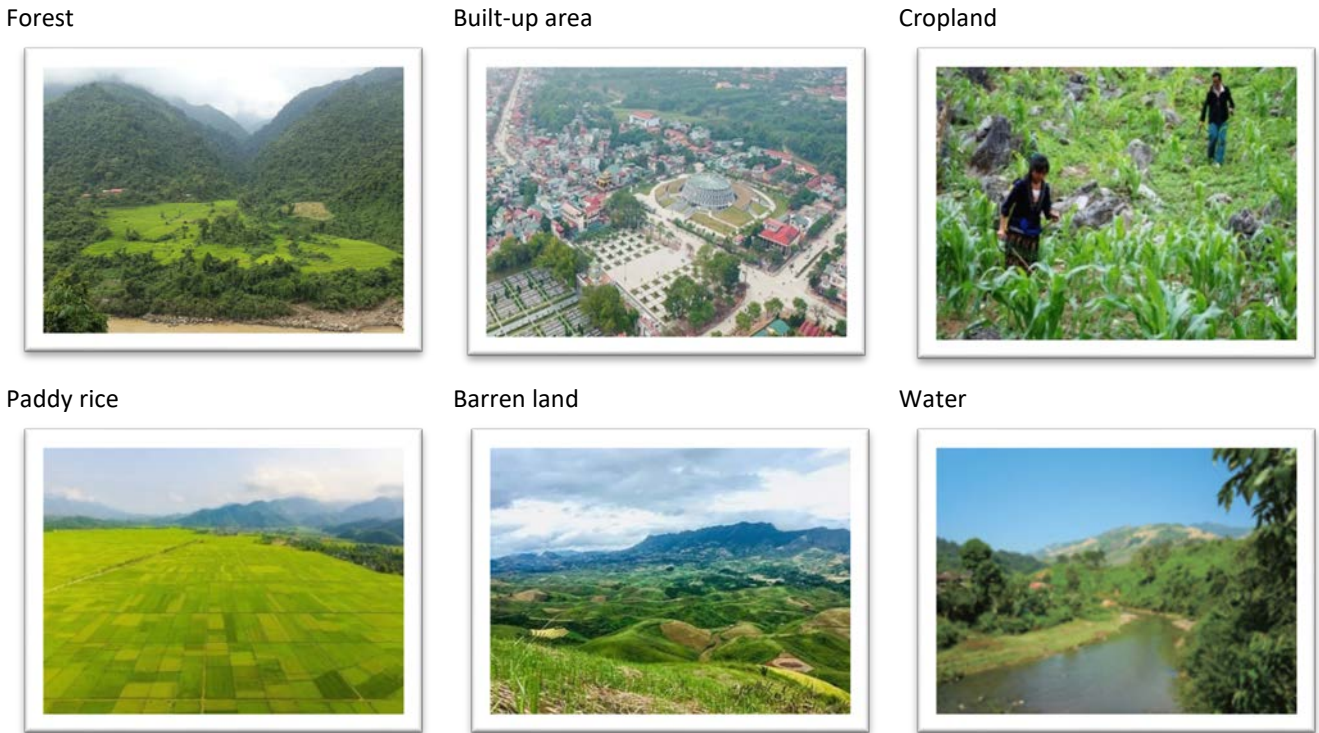 Forest
Built-up area
Cropland
Paddy rice
Barren land
Water